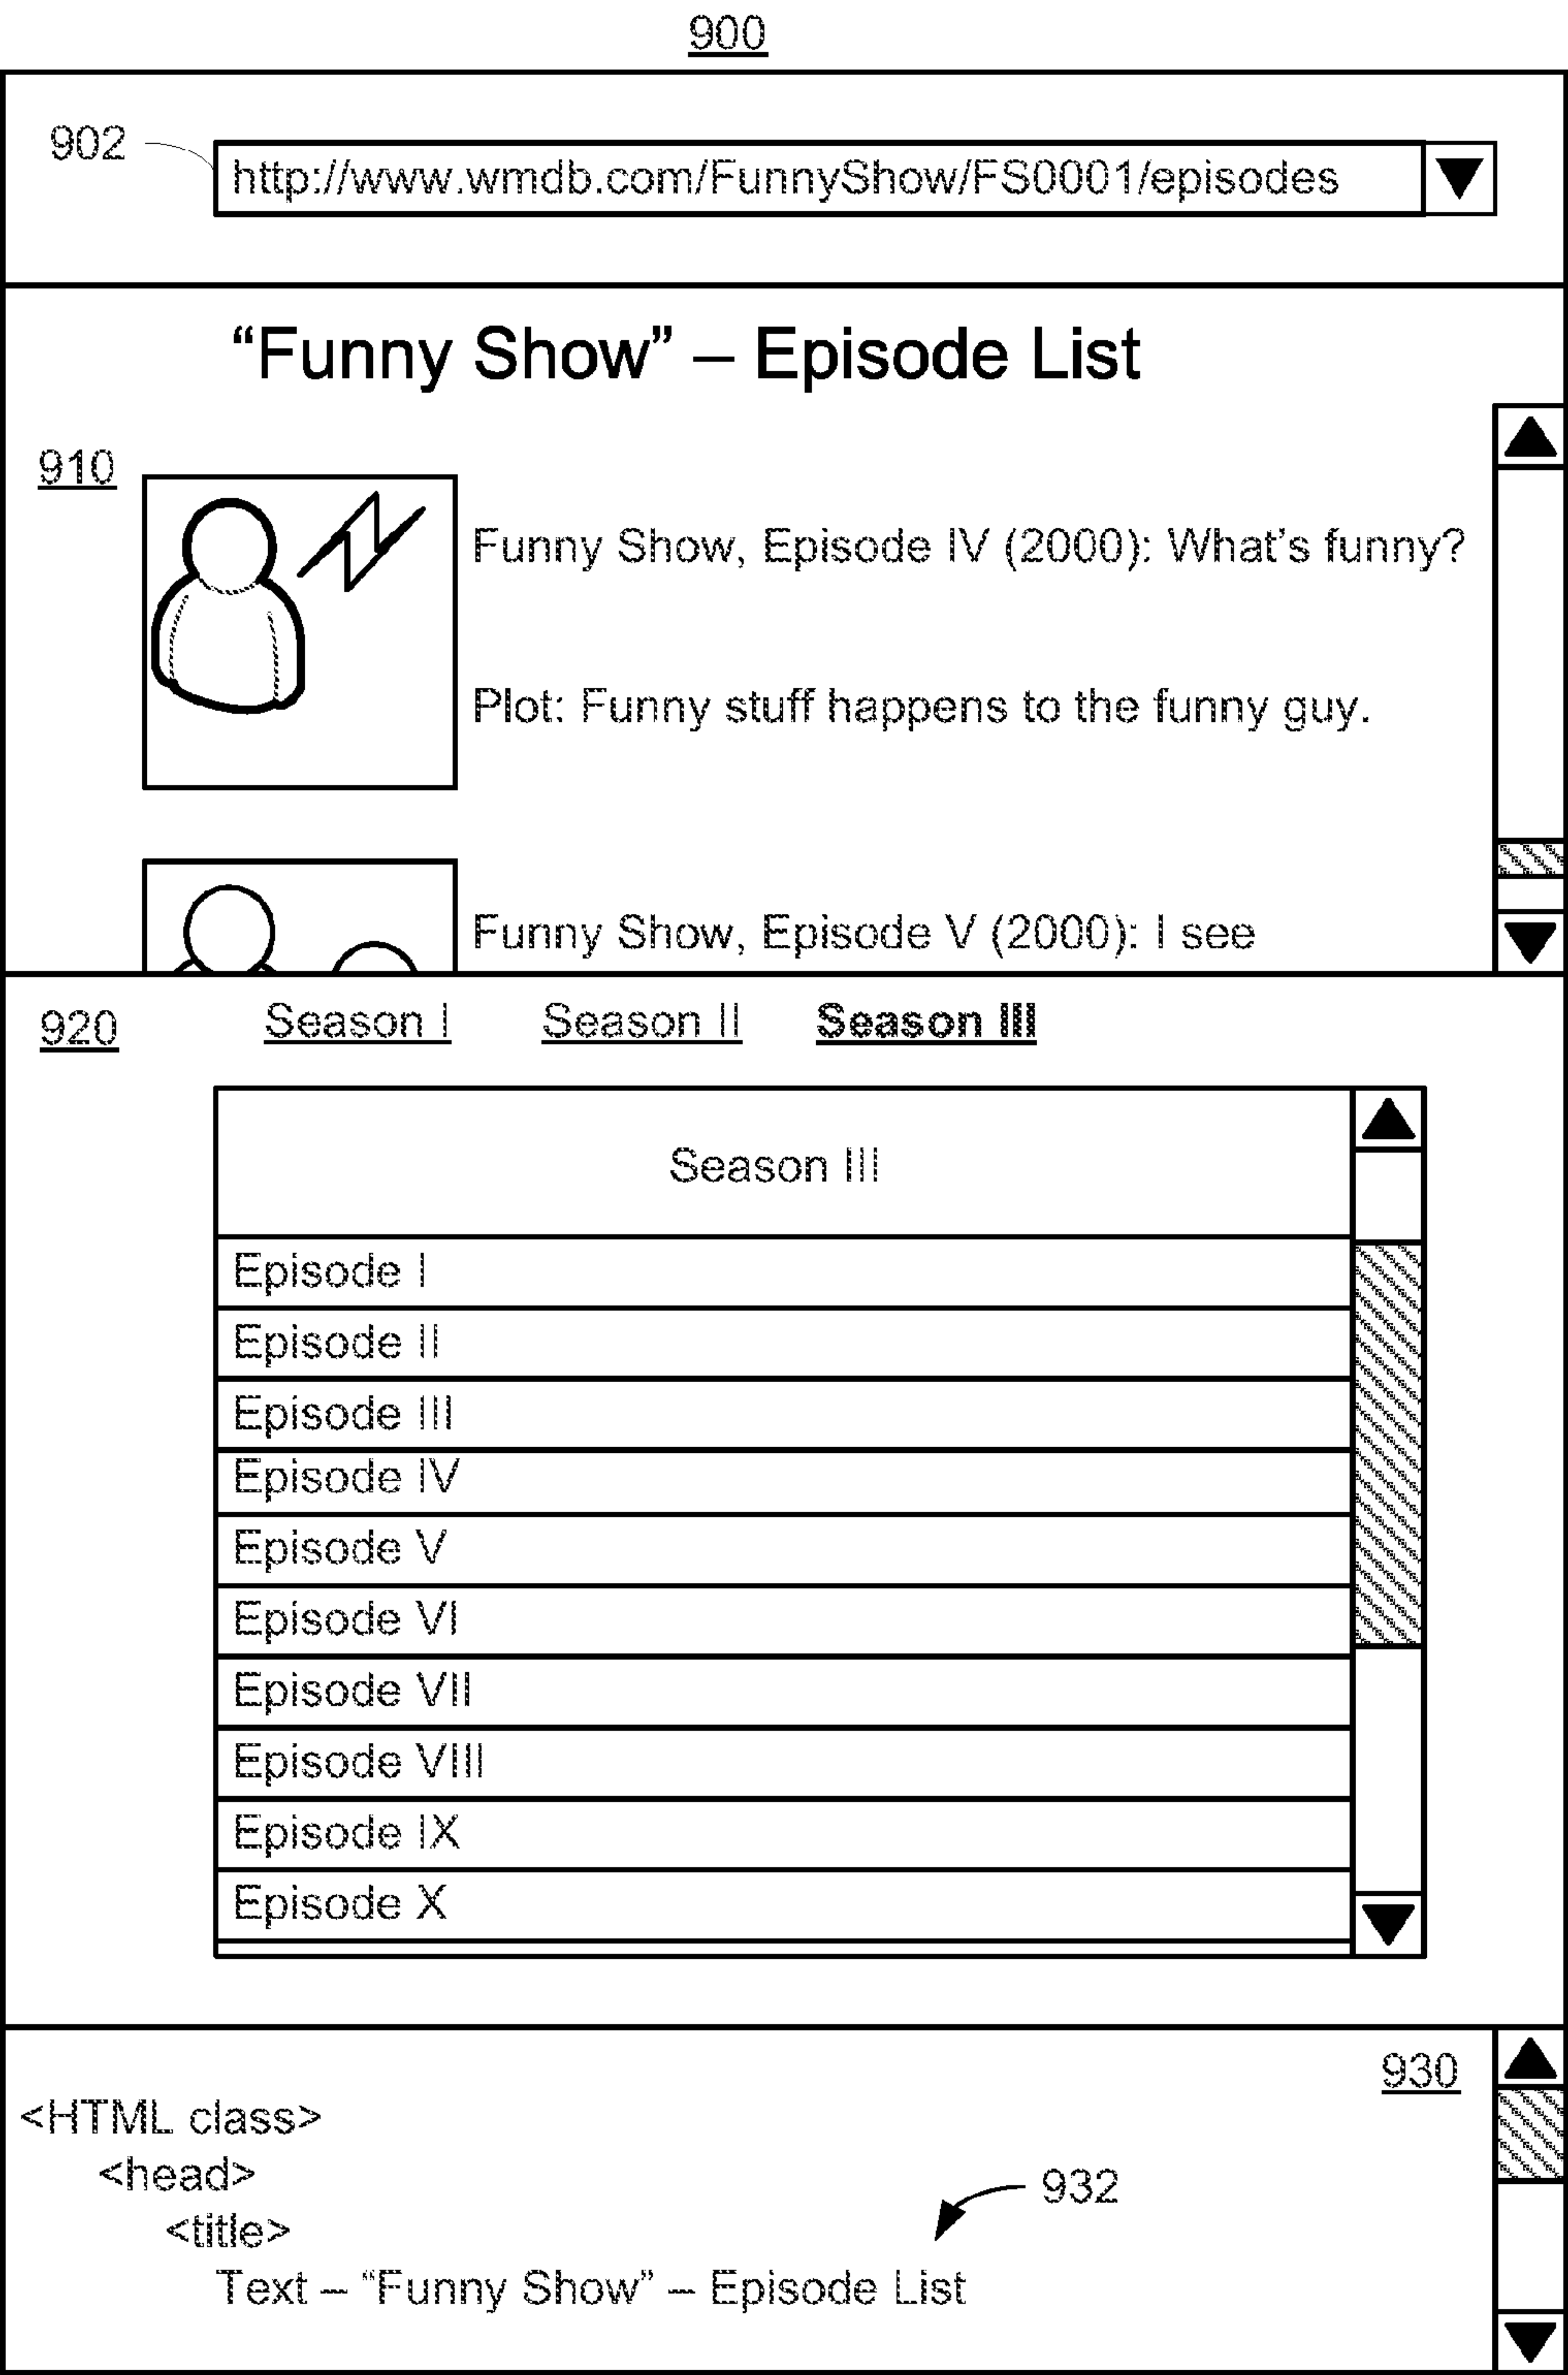 900
902
http://www.wmdb.com/FunnyShow/FS0001/episodes
“Funny Show” – Episode List
910
Funny Show, Episode IV (2000): What’s funny?
Plot: Funny stuff happens to the funny guy.
Funny Show, Episode V (2000): I see
920
Season I Season II Season III
Season III
Episode I
Episode II
Episode III
Episode IV
Episode V
Episode VI
Episode VII
Episode VIII
Episode IX
Episode X
930
<HTML class>
<head>
932
<title>
Text – “Funny Show” – Episode List